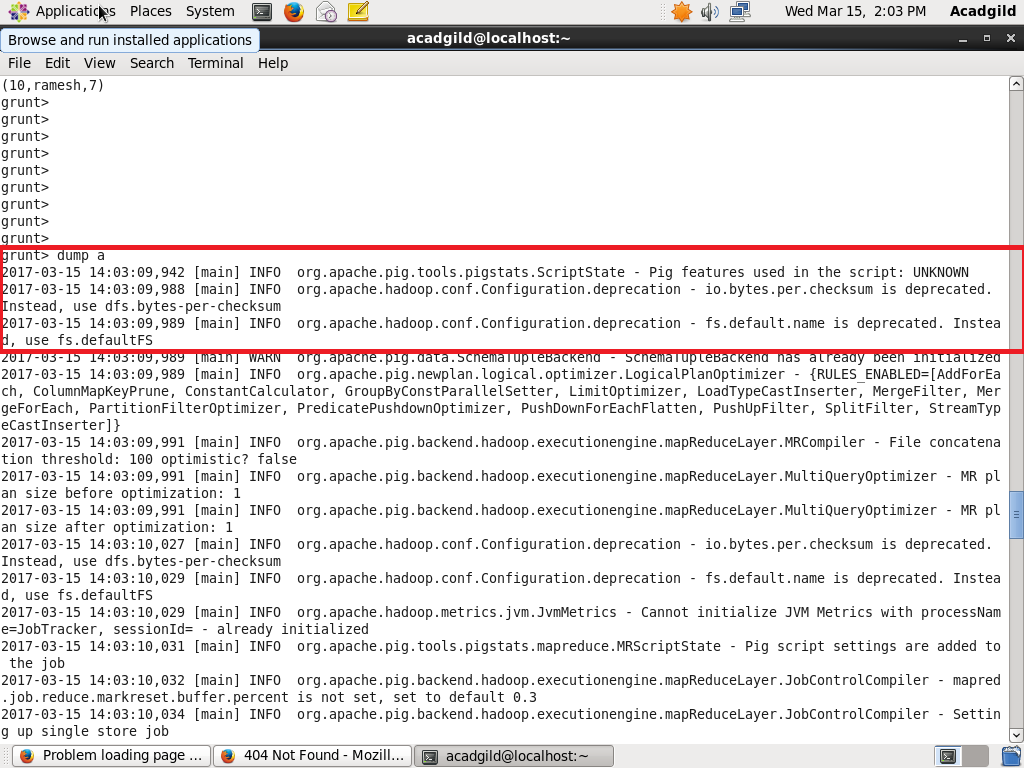 Applications Places System Wed Mar 15, 2:03 PM Acadgild
Browse and run installed applications
acadgild@localhost:~
File Edit View Search Terminal Help
(10,ramesh,7)
grunt>
grunt>
grunt>
grunt>
grunt>
grunt>
grunt>
grunt>
grunt>
grunt> dump a
2017-03-15 14:03:09,942 [main] INFO  org.apache.pig.tools.pigstats.ScriptState - Pig features used in the script: UNKNOWN
2017-03-15 14:03:09,988 [main] INFO  org.apache.hadoop.conf.Configuration.deprecation - io.bytes.per.checksum is deprecated.
Instead, use dfs.bytes-per-checksum
2017-03-15 14:03:09,989 [main] INFO  org.apache.hadoop.conf.Configuration.deprecation - fs.default.name is deprecated. Instea
d, use fs.defaultFS
2017-03-15 14:03:09,989 [main] WARN  org.apache.pig.data.SchemaTupleBackend - SchemaTupleBackend has already been initialized
2017-03-15 14:03:09,989 [main] INFO  org.apache.pig.newplan.logical.optimizer.LogicalPlanOptimizer - {RULES_ENABLED=[AddForEa
ch, ColumnMapKeyPrune, ConstantCalculator, GroupByConstParallelSetter, LimitOptimizer, LoadTypeCastInserter, MergeFilter, Mer
geForEach, PartitionFilterOptimizer, PredicatePushdownOptimizer, PushDownForEachFlatten, PushUpFilter, SplitFilter, StreamTyp
eCastInserter]}
2017-03-15 14:03:09,991 [main] INFO  org.apache.pig.backend.hadoop.executionengine.mapReduceLayer.MRCompiler - File concatena
tion threshold: 100 optimistic? false
2017-03-15 14:03:09,991 [main] INFO  org.apache.pig.backend.hadoop.executionengine.mapReduceLayer.MultiQueryOptimizer - MR pl
an size before optimization: 1
2017-03-15 14:03:09,991 [main] INFO  org.apache.pig.backend.hadoop.executionengine.mapReduceLayer.MultiQueryOptimizer - MR pl
an size after optimization: 1
2017-03-15 14:03:10,027 [main] INFO  org.apache.hadoop.conf.Configuration.deprecation - io.bytes.per.checksum is deprecated.
Instead, use dfs.bytes-per-checksum
2017-03-15 14:03:10,029 [main] INFO  org.apache.hadoop.conf.Configuration.deprecation - fs.default.name is deprecated. Instea
d, use fs.defaultFS
2017-03-15 14:03:10,029 [main] INFO  org.apache.hadoop.metrics.jvm.JvmMetrics - Cannot initialize JVM Metrics with processNam
e=JobTracker, sessionId= - already initialized
2017-03-15 14:03:10,031 [main] INFO  org.apache.pig.tools.pigstats.mapreduce.MRScriptState - Pig script settings are added to
 the job
2017-03-15 14:03:10,032 [main] INFO  org.apache.pig.backend.hadoop.executionengine.mapReduceLayer.JobControlCompiler - mapred
.job.reduce.markreset.buffer.percent is not set, set to default 0.3
2017-03-15 14:03:10,034 [main] INFO  org.apache.pig.backend.hadoop.executionengine.mapReduceLayer.JobControlCompiler - Settin
g up single store job
Problem loading page ... 404 Not Found - Mozill... acadgild@localhost:~